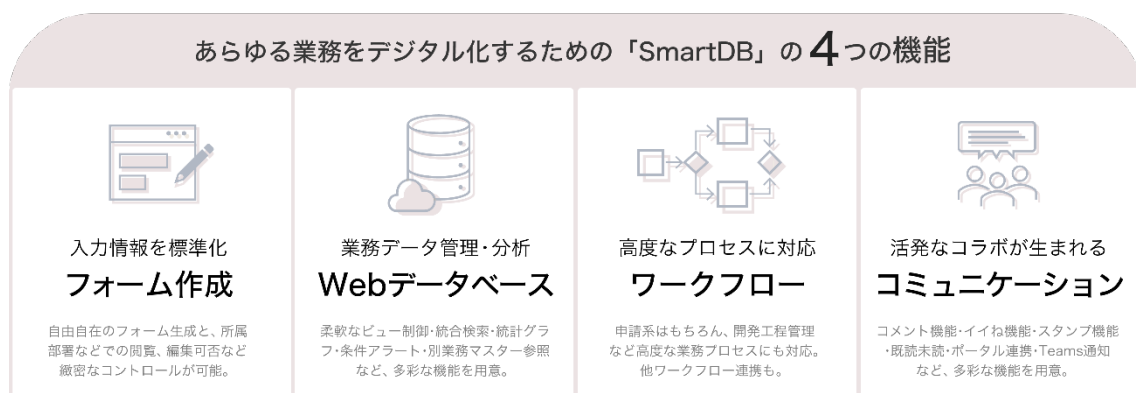 あらゆる業務をデジタル化するための「SmartDB」の4つの機能
入力情報を標準化
フォーム作成
自由自在のフォーム生成と、所属
部署などでの閲覧、編集可否など
緻密なコントロールが可能。
業務データ管理・分析
Webデータベース
柔軟なビュー制御・統合検索・統計グラ
フ・条件アラート・別業務マスター参照
など、多彩な機能を用意。
高度なプロセスに対応
ワークフロー
申請系はもちろん、開発工程管理
など高度な業務プロセスにも対応。
他ワークフロー連携も。
活発なコラボが生まれる
コミュニケーション
コメント機能・イイね機能・スタンプ機能
・既読未読・ポータル連携・Teams通知
など、多彩な機能を用意。